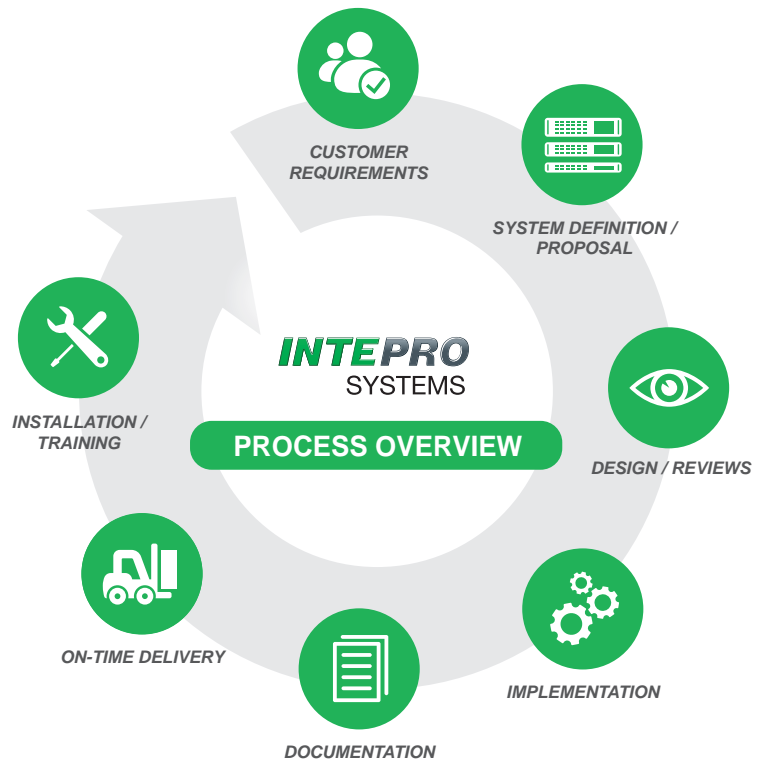 CUSTOMER
REQUIREMENTS
SYSTEM DEFINITION /
PROPOSAL
INTEPRO
SYSTEMS
PROCESS OVERVIEW
DESIGN / REVIEWS
IMPLEMENTATION
DOCUMENTATION
ON-TIME DELIVERY
INSTALLATION /
TRAINING